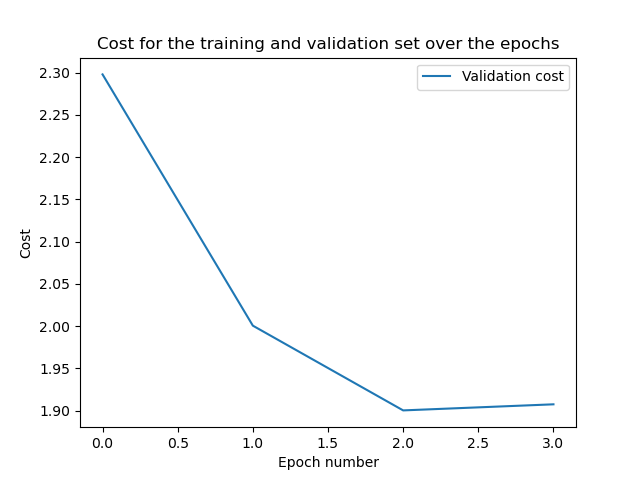 Cost for the training and validation set over the epochs
Validation cost
2.30
2.25
2.20
2.15
2.10
2.05
2.00
1.95
1.90
Cost
0.0 0.5 1.0 1.5 2.0 2.5 3.0
Epoch number